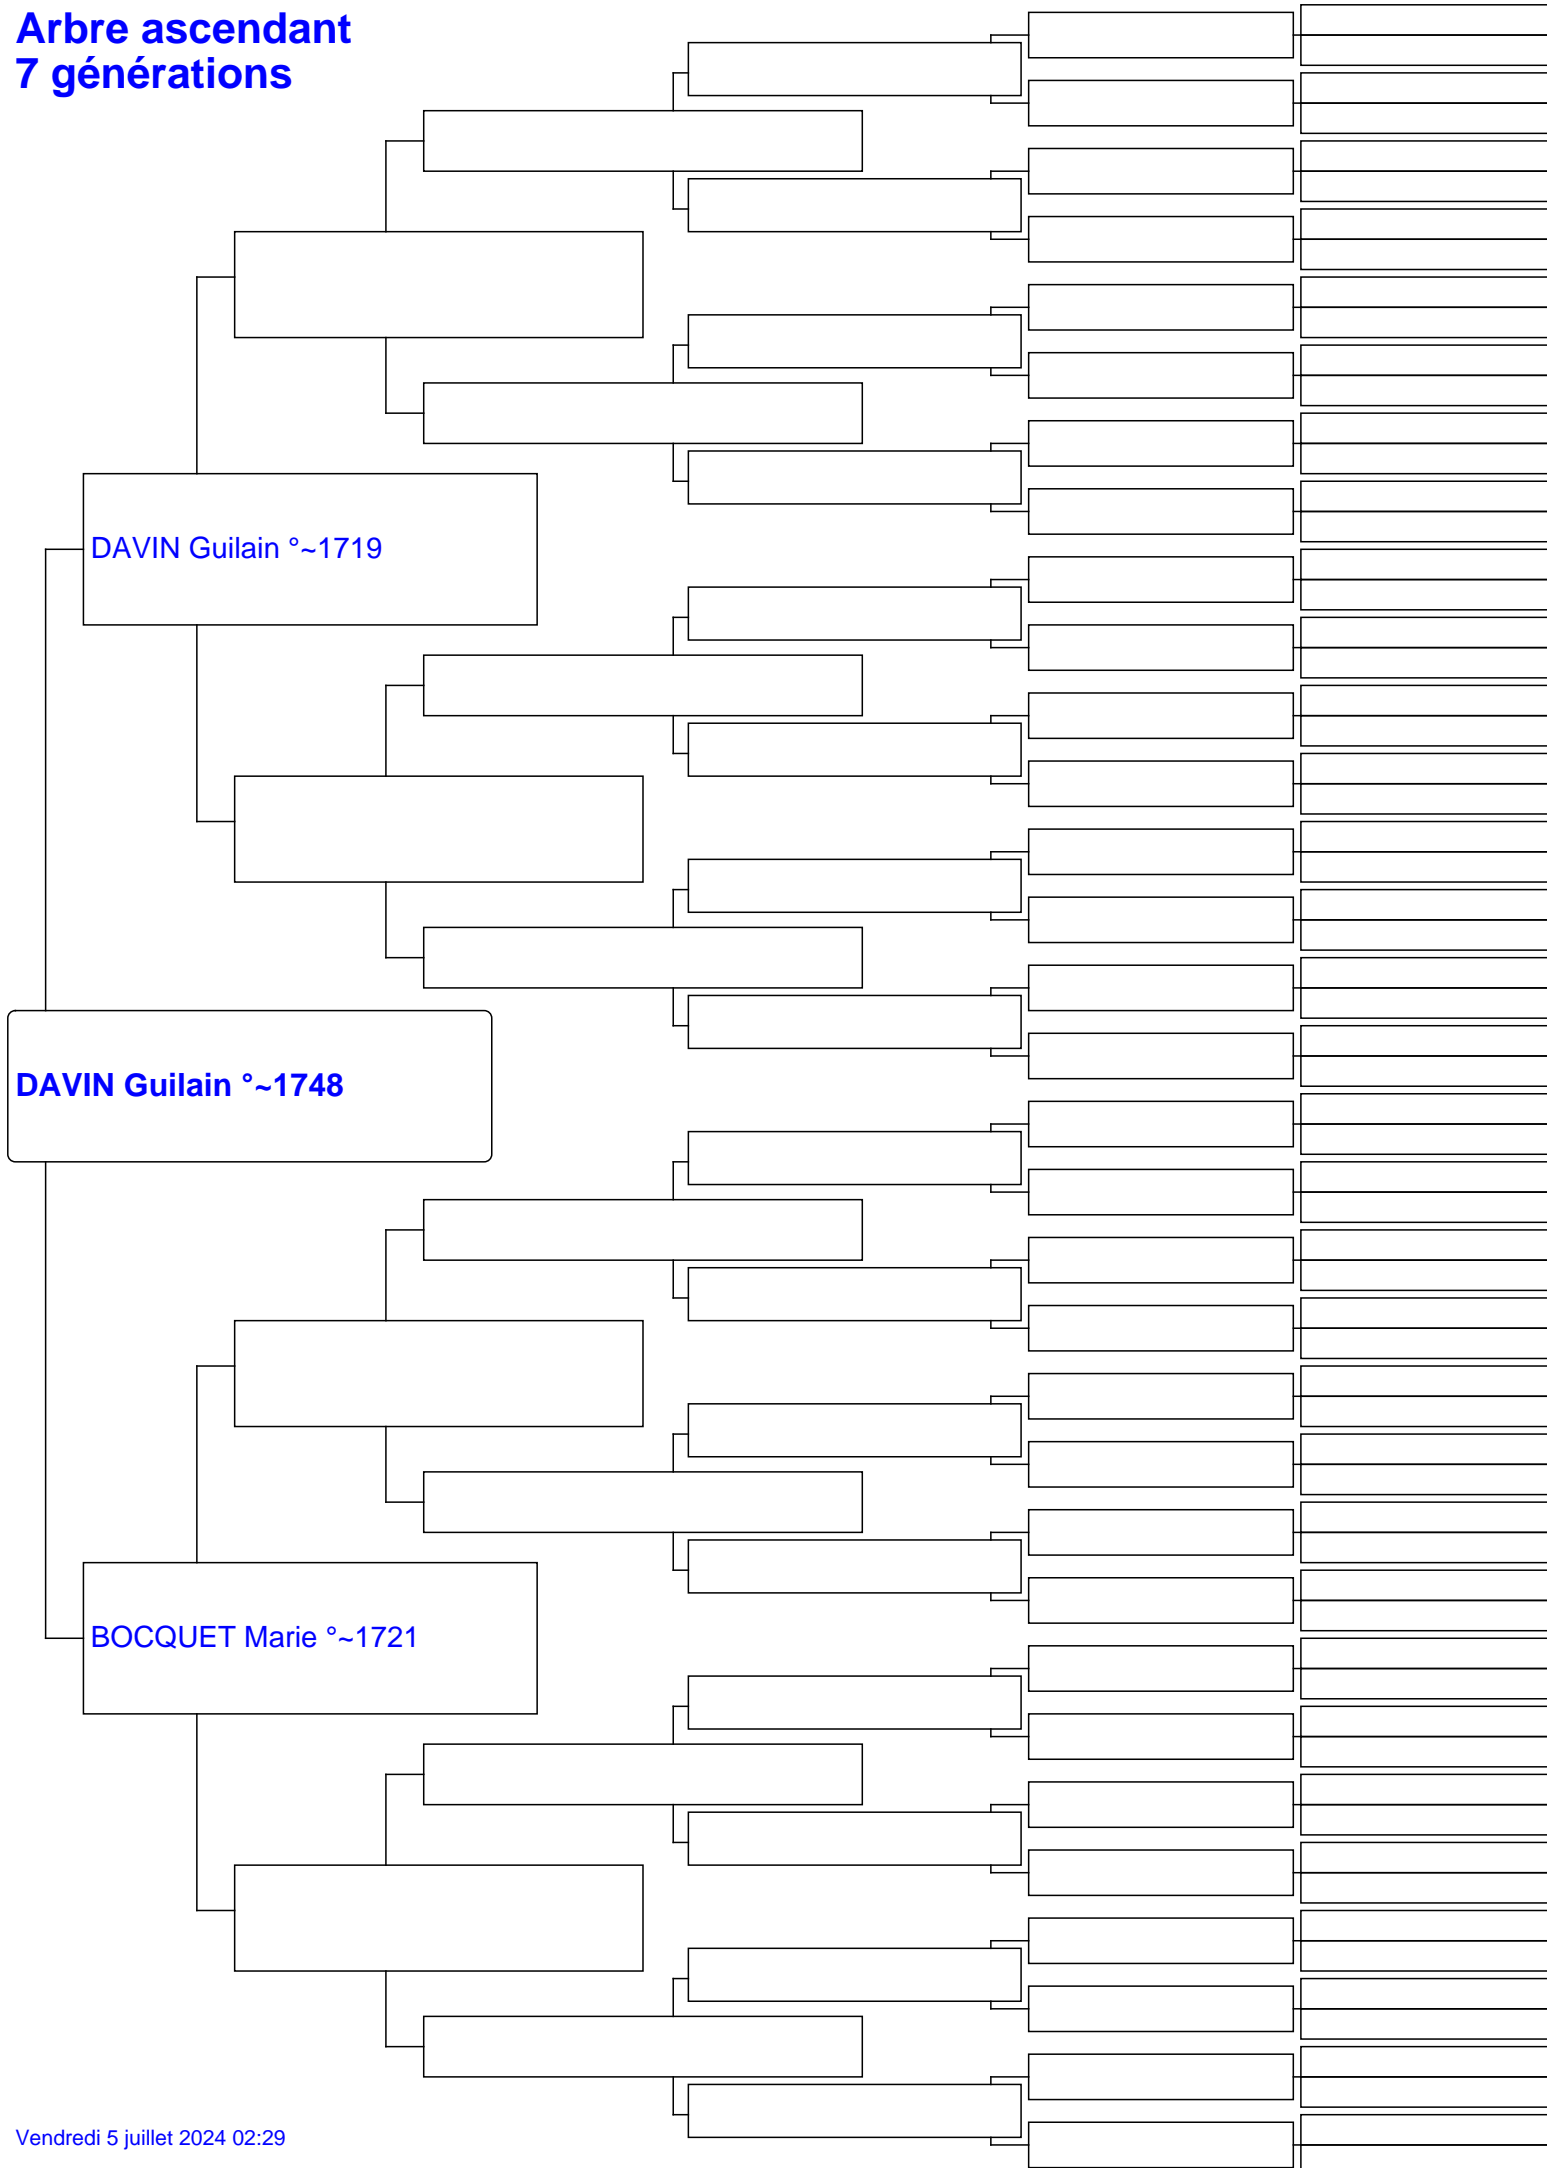 Arbre ascendant
7 générations
DAVIN Guilain °~1719
DAVIN Guilain °~1748
BOCQUET Marie °~1721
Vendredi 5 juillet 2024 02:29